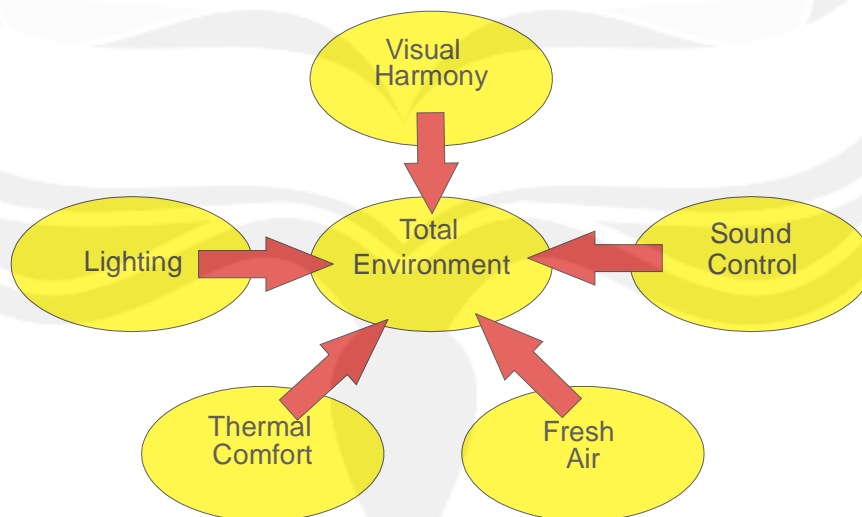 Visual
Harmony
Lighting
Total
Environment
Sound
Control
Thermal
Comfort
Fresh
Air